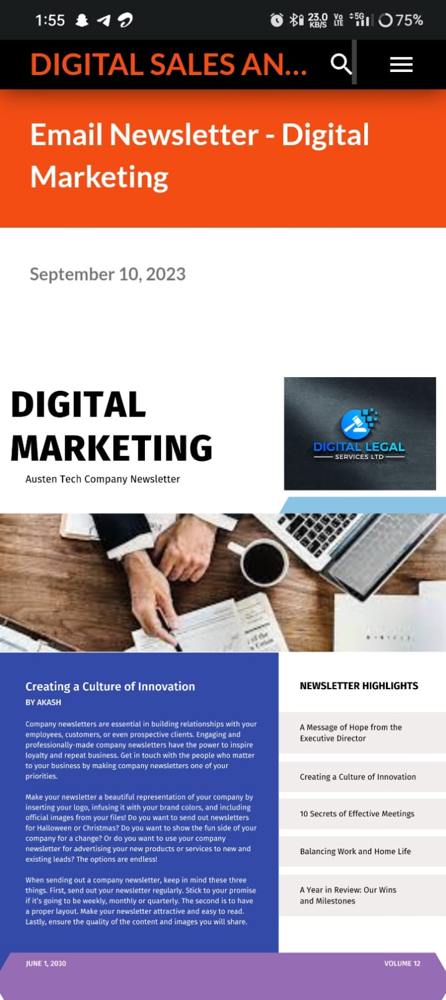 1:55
23.0
KB/S
Vo
LTE
5G
75%
DIGITAL SALES AN...
Email Newsletter - Digital
Marketing
September 10, 2023
DIGITAL
MARKETING
Austen Tech Company Newsletter
DIGITAL LEGAL
SERVICES LTD
Creating a Culture of Innovation
BY AKASH
Company newsletters are essential in building relationships with your
employees, customers, or even prospective clients. Engaging and
professionally-made company newsletters have the power to inspire
loyalty and repeat business. Get in touch with the people who matter
to your business by making company newsletters one of your
priorities.
Make your newsletter a beautiful representation of your company by
inserting your logo, infusing it with your brand colors, and including
official images from your files! Do you want to send out newsletters
for Halloween or Christmas? Do you want to show the fun side of your
company for a change? Or do you want to use your company
newsletter for advertising your new products or services to new and
existing leads? The options are endless!
When sending out a company newsletter, keep in mind these three
things. First, send out your newsletter regularly. Stick to your promise
if it's going to be weekly, monthly or quarterly. The second is to have
a proper layout. Make your newsletter attractive and easy to read.
Lastly, ensure the quality of the content and images you will share.
NEWSLETTER HIGHLIGHTS
A Message of Hope from the
Executive Director
Creating a Culture of Innovation
10 Secrets of Effective Meetings
Balancing Work and Home Life
A Year in Review: Our Wins
and Milestones
JUNE 1, 2030
VOLUME 12